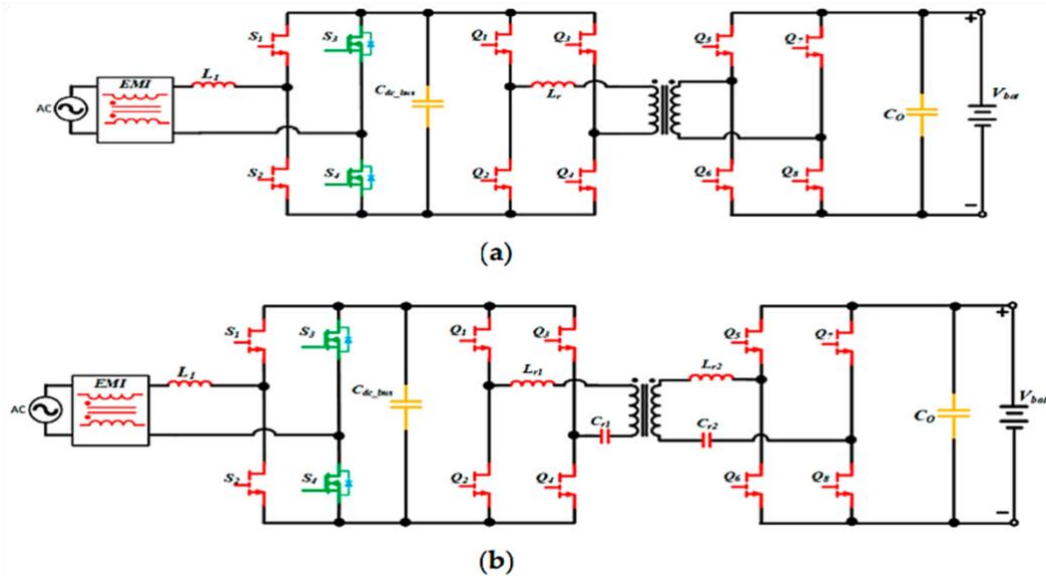 S1 S3 Q1 Q3 Q5 Q7
EMI L1 Vbat
AC Cdc_bus Lr CO
S2 S4 Q2 Q4 Q6 Q8
(a)
S1 S3 Q1 Q3 Q5 Q7
EMI L1 Lr1 Lr2 Vbat
AC Cdc_bus Cr1 Cr2 CO
S2 S4 Q2 Q4 Q6 Q8
(b)